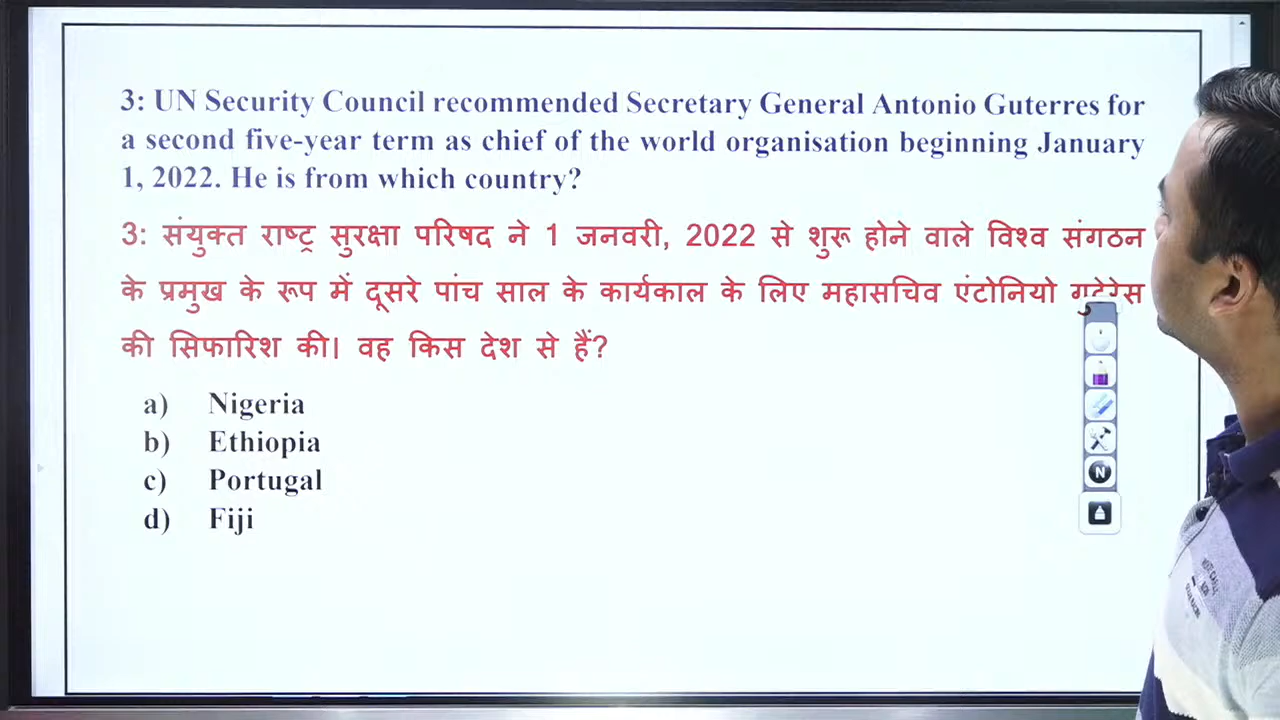 3: UN Security Council recommended Secretary General Antonio Guterres for
a second five-year term as chief of the world organisation beginning January
1, 2022. He is from which country?
3: संयुक्त राष्ट्र सुरक्षा परिषद ने 1 जनवरी, 2022 से शुरू होने वाले विश्व संगठन
के प्रमुख के रूप में दूसरे पांच साल के कार्यकाल के लिए महासचिव एंटोनियो गुटेरेस
की सिफारिश की। वह किस देश से हैं?
a) Nigeria
b) Ethiopia
c) Portugal
d) Fiji
N